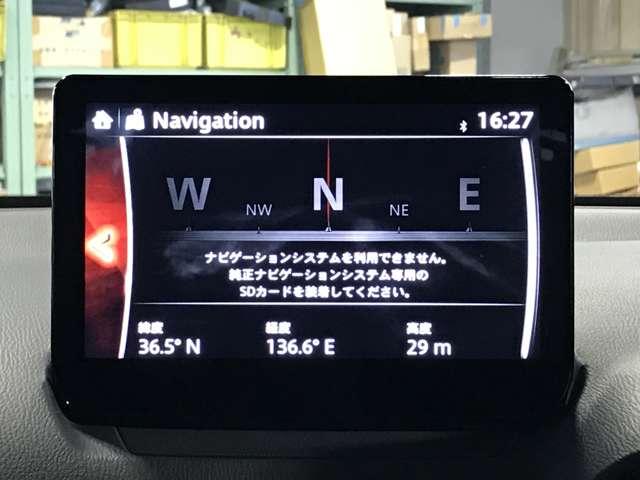 Navigation
16:27
W NW N NE E
ナビゲーションシステムを利用できません。
純正ナビゲーションシステム専用の
SDカードを装着してください。
緯度 経度 高度
36.5° N 136.6° E 29 m